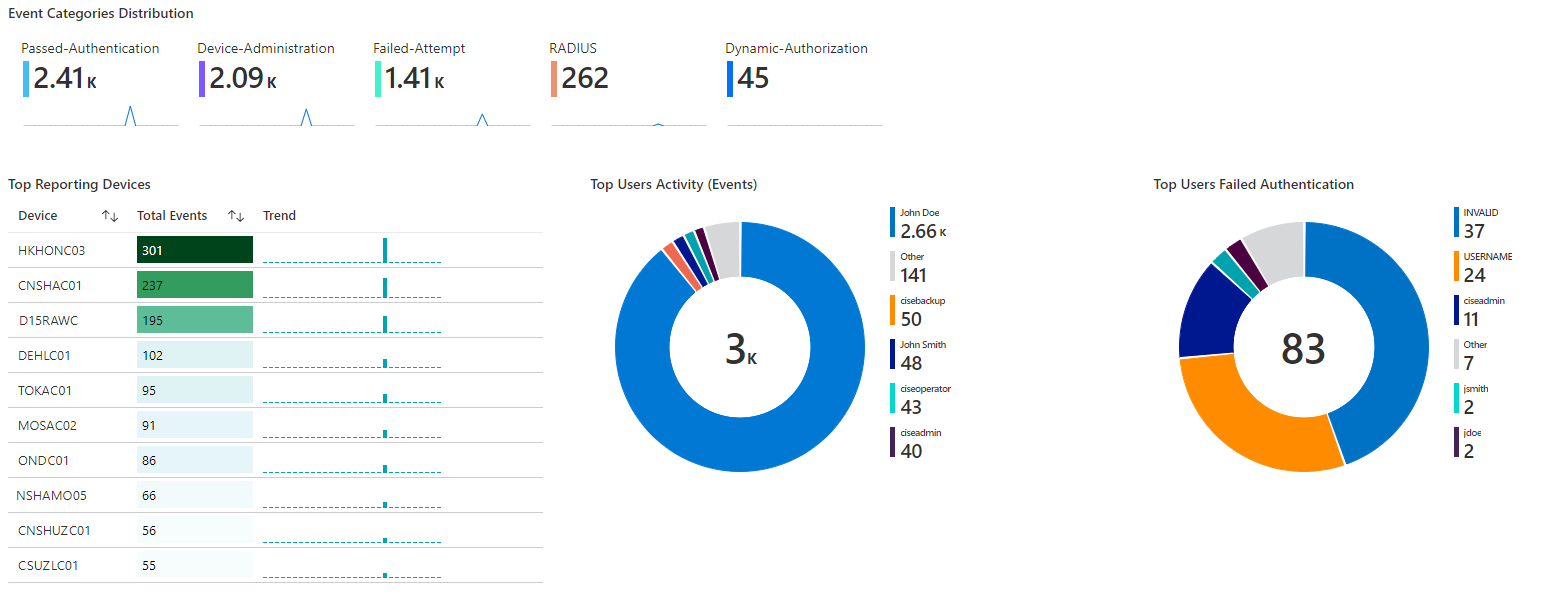 Event Categories Distribution
Passed-Authentication
2.41 K
Device-Administration
2.09 K
Failed-Attempt
1.41 K
RADIUS
262
Dynamic-Authorization
45
Top Reporting Devices
Device Total Events Trend
HKHONC03 301
CNSHAC01 237
D15RAWC 195
DEHLC01 102
TOKAC01 95
MOSAC02 91
ONDC01 86
NSHAMO05 66
CNSHUZC01 56
CSUZLC01 55
Top Users Activity (Events)
3 K
John Doe
2.66 K
Other
141
cisebackup
50
John Smith
48
ciseoperator
43
ciseadmin
40
Top Users Failed Authentication
83
INVALID
37
USERNAME
24
ciseadmin
11
Other
7
jsmith
2
jdoe
2